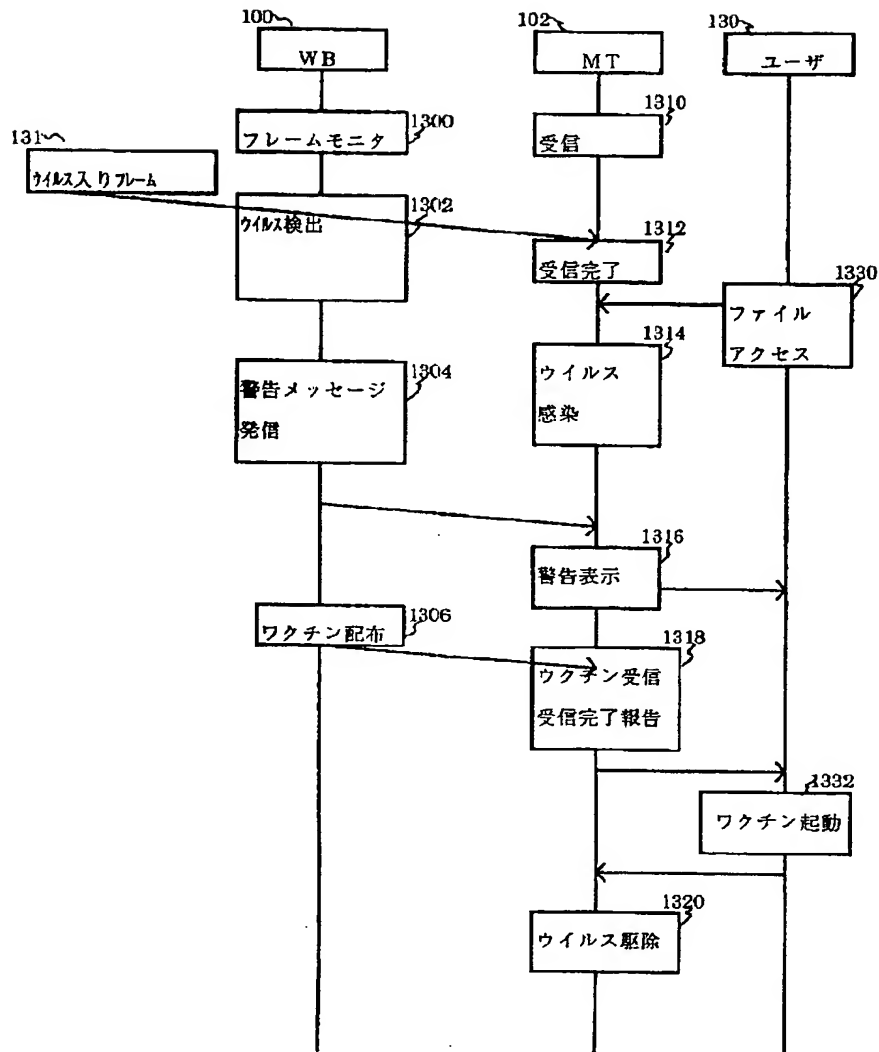 100
WB
102
MT
130
ユーザ
1300
フレームモニタ
1310
受信
131
ウイルス入りフレーム
1302
ウイルス検出
1312
受信完了
1330
ファイル
アクセス
1304
警告メッセージ
発信
1314
ウイルス
感染
1316
警告表示
1306
ワクチン配布
1318
ウクチン受信
受信完了報告
1332
ワクチン起動
1320
ウイルス駆除